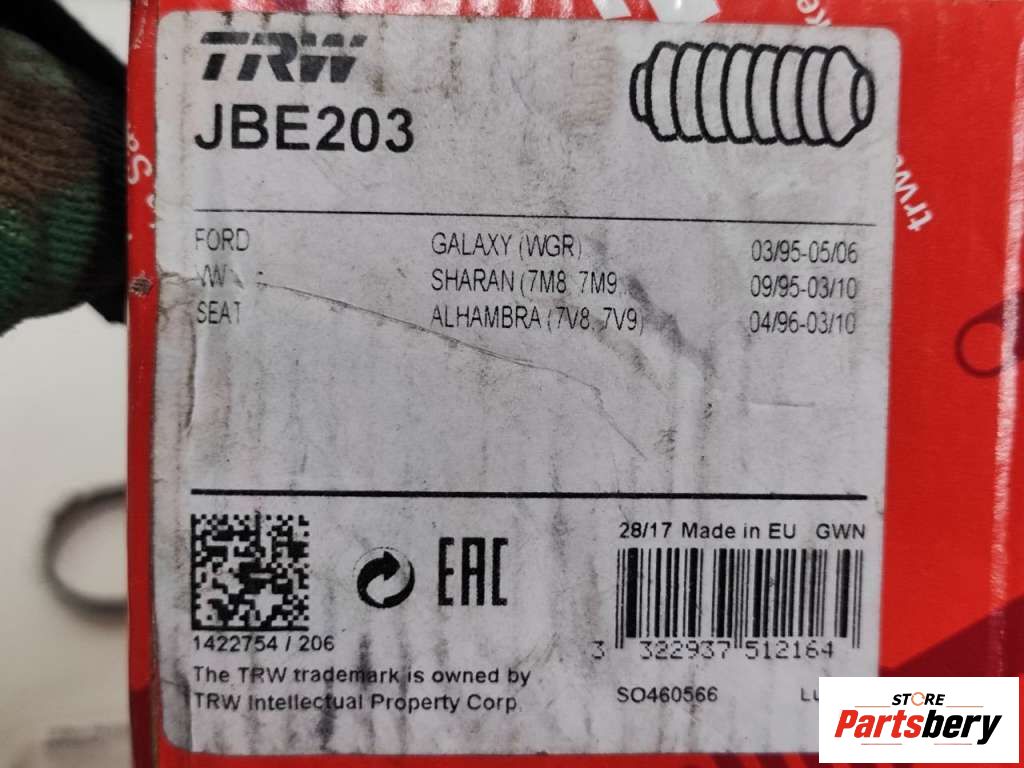 TRW
JBE203
FORD GALAXY (WGR) 03/95-05/06
VW SHARAN (7M8, 7M9 09/95-03/10
SEAT ALHAMBRA (7V8, 7V9) 04/96-03/10
28/17 Made in EU GWN
EAC
3 322937 512164
1422754 / 206
The TRW trademark is owned by
TRW Intellectual Property Corp
SO460566
STORE
Partsbery